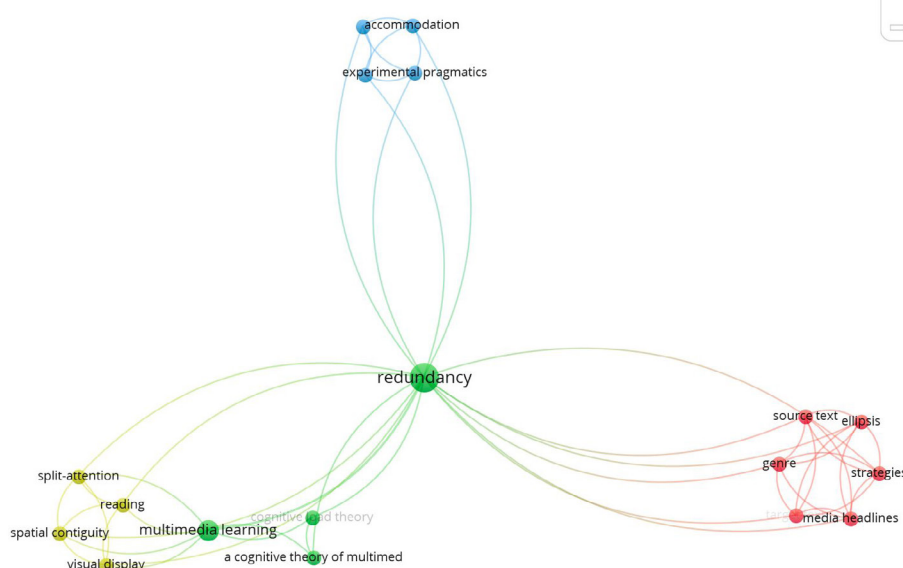 accommodation
experimental pragmatics
redundancy
source text
ellipsis
genre
strategies
split-attention
reading
cognitive load theory
spatial contiguity
multimedia learning
media headlines
a cognitive theory of multimed
visual display